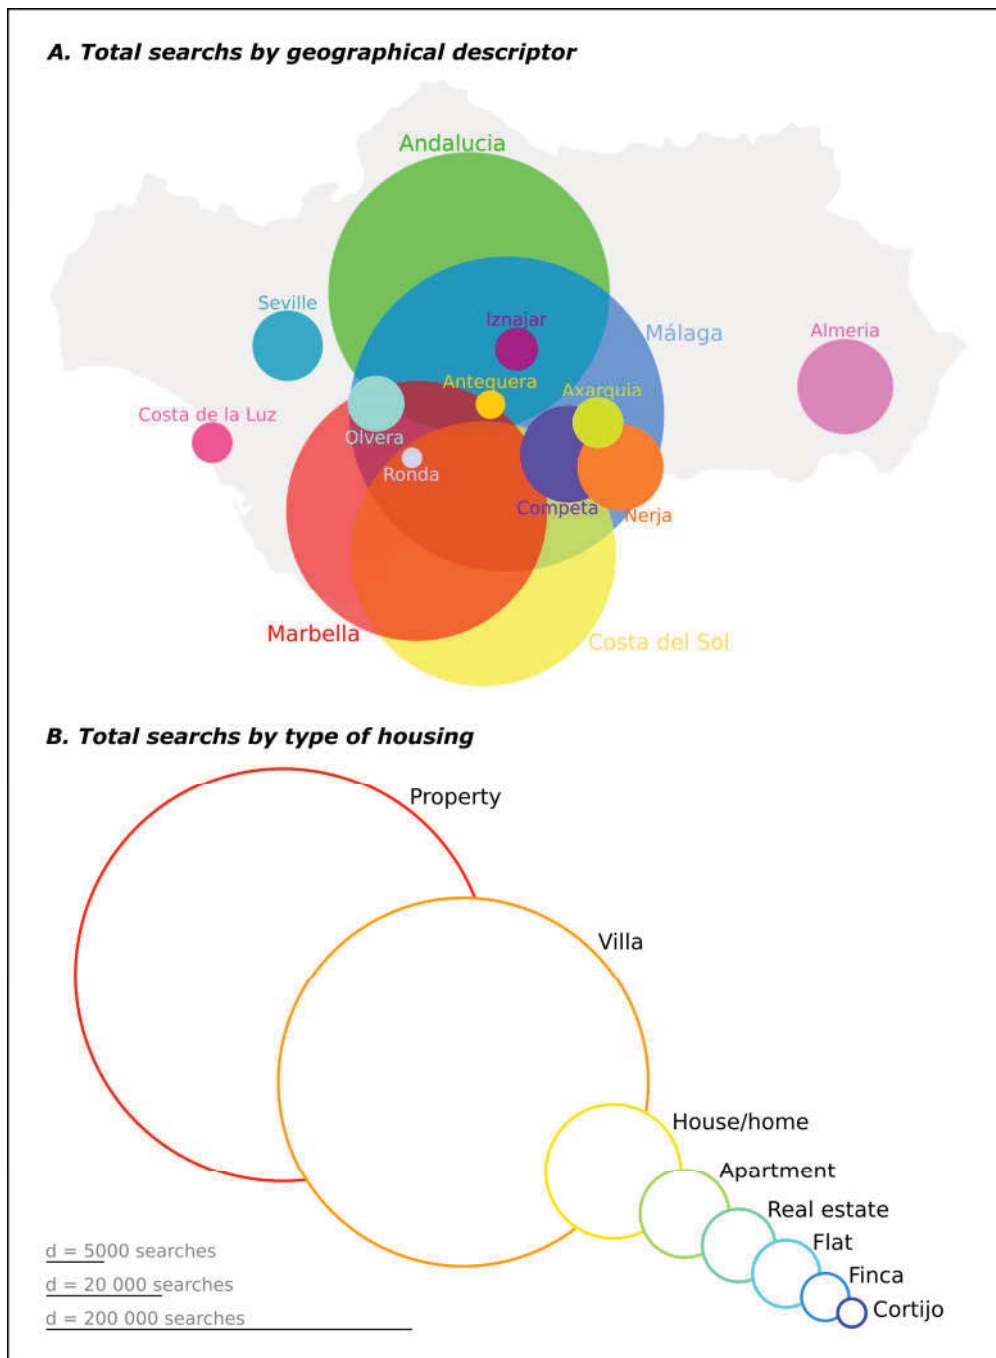 A. Total searchs by geographical descriptor
Andalucia
Seville
Iznajar
Málaga
Almeria
Antequera
Axarquia
Costa de la Luz
Olvera
Ronda
Competa
Nerja
Marbella
Costa del Sol
B. Total searchs by type of housing
Property
Villa
House/home
Apartment
Real estate
Flat
Finca
Cortijo
d = 5000 searches
d = 20 000 searches
d = 200 000 searches